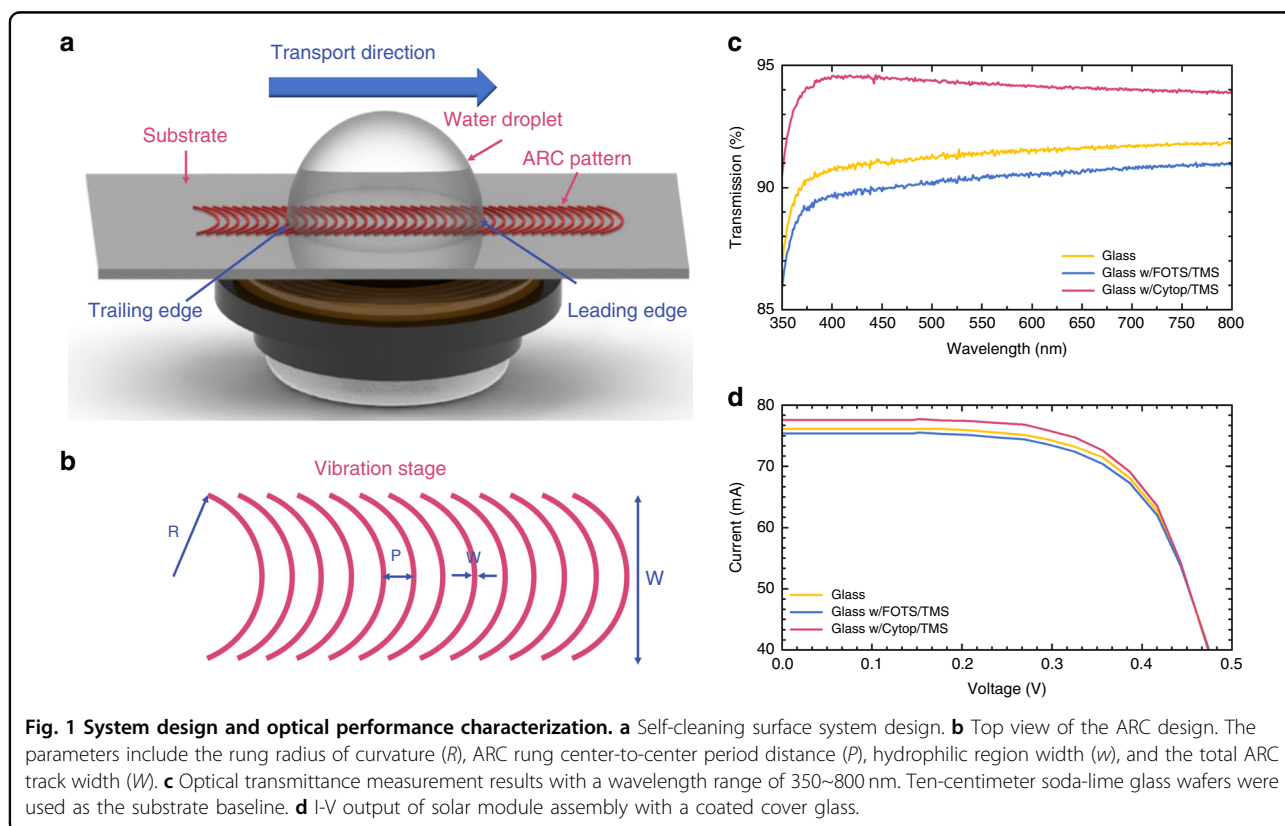 a
Transport direction
Water droplet
Substrate
ARC pattern
Trailing edge
Leading edge
b
Vibration stage
R
P
W
W
c
95
90
85
Transmission (%)
Glass
Glass w/FOTS/TMS
Glass w/Cytop/TMS
350 400 450 500 550 600 650 700 750 800
Wavelength (nm)
d
80
70
60
50
40
Current (mA)
Glass
Glass w/FOTS/TMS
Glass w/Cytop/TMS
0.0 0.1 0.2 0.3 0.4 0.5
Voltage (V)
Fig. 1 System design and optical performance characterization. a Self-cleaning surface system design. b Top view of the ARC design. The
parameters include the rung radius of curvature (R), ARC rung center-to-center period distance (P), hydrophilic region width (w), and the total ARC
track width (W). c Optical transmittance measurement results with a wavelength range of 350~800 nm. Ten-centimeter soda-lime glass wafers were
used as the substrate baseline. d I-V output of solar module assembly with a coated cover glass.